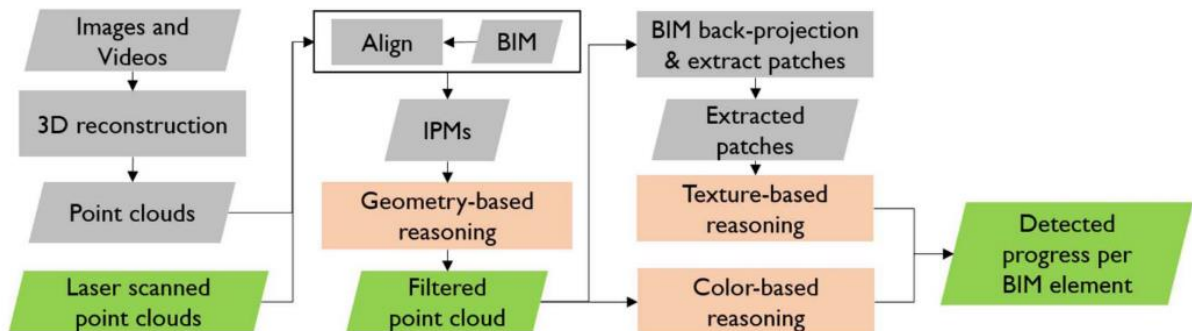 Images and
Videos
3D reconstruction
Point clouds
Laser scanned
point clouds
Align
BIM
IPMs
Geometry-based
reasoning
Filtered
point cloud
BIM back-projection
& extract patches
Extracted
patches
Texture-based
reasoning
Color-based
reasoning
Detected
progress per
BIM element